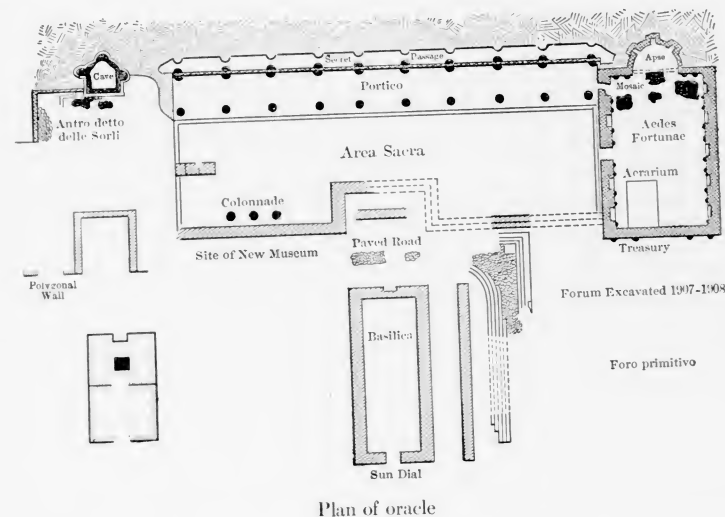 Secret Passage
Apse
Cave
Portico
Mosaic
Antro detto
delle Sorli
Aedes
Fortunae
Area Sacra
Aerarium
Colonnade
Site of New Museum
Paved Road
Treasury
Polygonal
Wall
Forum Excavated 1907-1908
Basilica
Foro primitivo
Sun Dial
Plan of oracle